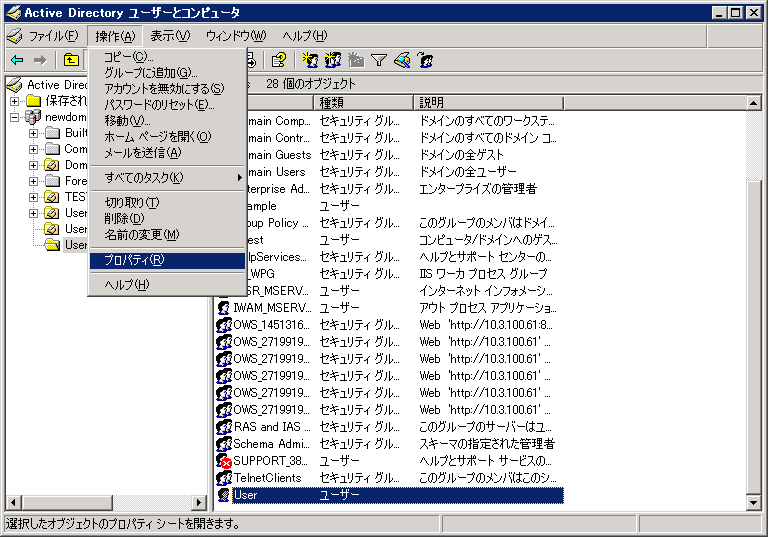 Active Directory ユーザーとコンピュータ
ファイル(F) 操作(A) 表示(V) ウィンドウ(W) ヘルプ(H)
コピー(C)...
グループに追加(G)...
アカウントを無効にする(S)
パスワードのリセット(E)...
移動(V)...
ホーム ページを開く(O)
メールを送信(A)
すべてのタスク(K)
切り取り(T)
削除(D)
名前の変更(M)
プロパティ(R)
ヘルプ(H)
Active Direc
保存され
newdom
Built
Com
Dom
Fore
TES
User
User
User
28 個のオブジェクト
種類 説明
main Comp... セキュリティ グル... ドメインのすべてのワークステ...
main Contr... セキュリティ グル... ドメインのすべてのドメイン コ...
main Guests セキュリティ グル... ドメインの全ゲスト
main Users セキュリティ グル... ドメインの全ユーザー
terprise Ad... セキュリティ グル... エンタープライズの管理者
ample ユーザー
oup Policy ... セキュリティ グル... このグループのメンバはドメイ...
est ユーザー コンピュータ/ドメインへのゲス...
lpServices... セキュリティ グル... ヘルプとサポート センターの...
_WPG セキュリティ グル... IIS ワーカ プロセス グループ
SR_MSERV... ユーザー インターネット インフォメーシ...
IWAM_MSERV... ユーザー アウト プロセス アプリケーショ...
OWS_1451316... セキュリティ グル... Web 'http://10.3.100.61:8...
OWS_2719919... セキュリティ グル... Web 'http://10.3.100.61' ...
OWS_2719919... セキュリティ グル... Web 'http://10.3.100.61' ...
OWS_2719919... セキュリティ グル... Web 'http://10.3.100.61' ...
OWS_2719919... セキュリティ グル... Web 'http://10.3.100.61' ...
OWS_2719919... セキュリティ グル... Web 'http://10.3.100.61' ...
RAS and IAS ... セキュリティ グル... このグループのサーバーはユ...
Schema Admi... セキュリティ グル... スキーマの指定された管理者
SUPPORT_38... ユーザー ヘルプとサポート サービスの...
TelnetClients セキュリティ グル... このグループのメンバはこのシ...
User ユーザー
選択したオブジェクトのプロパティ シートを開きます。